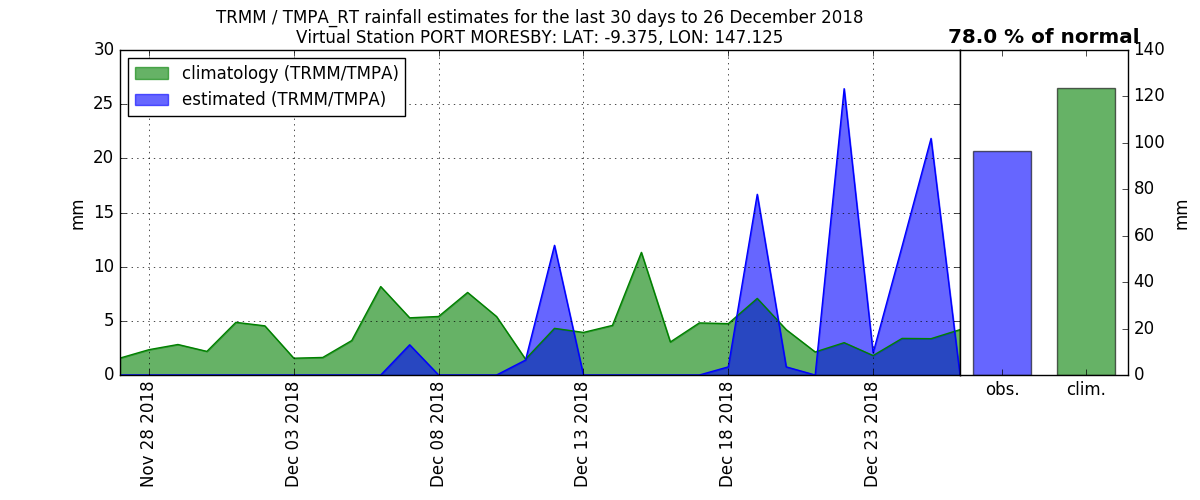 TRMM / TMPA_RT rainfall estimates for the last 30 days to 26 December 2018
Virtual Station PORT MORESBY: LAT: -9.375, LON: 147.125
78.0 % of normal
climatology (TRMM/TMPA)
estimated (TRMM/TMPA)
30
25
20
15
10
5
0
mm
Nov 28 2018
Dec 03 2018
Dec 08 2018
Dec 13 2018
Dec 18 2018
Dec 23 2018
obs.
clim.
140
120
100
80
60
40
20
0
mm